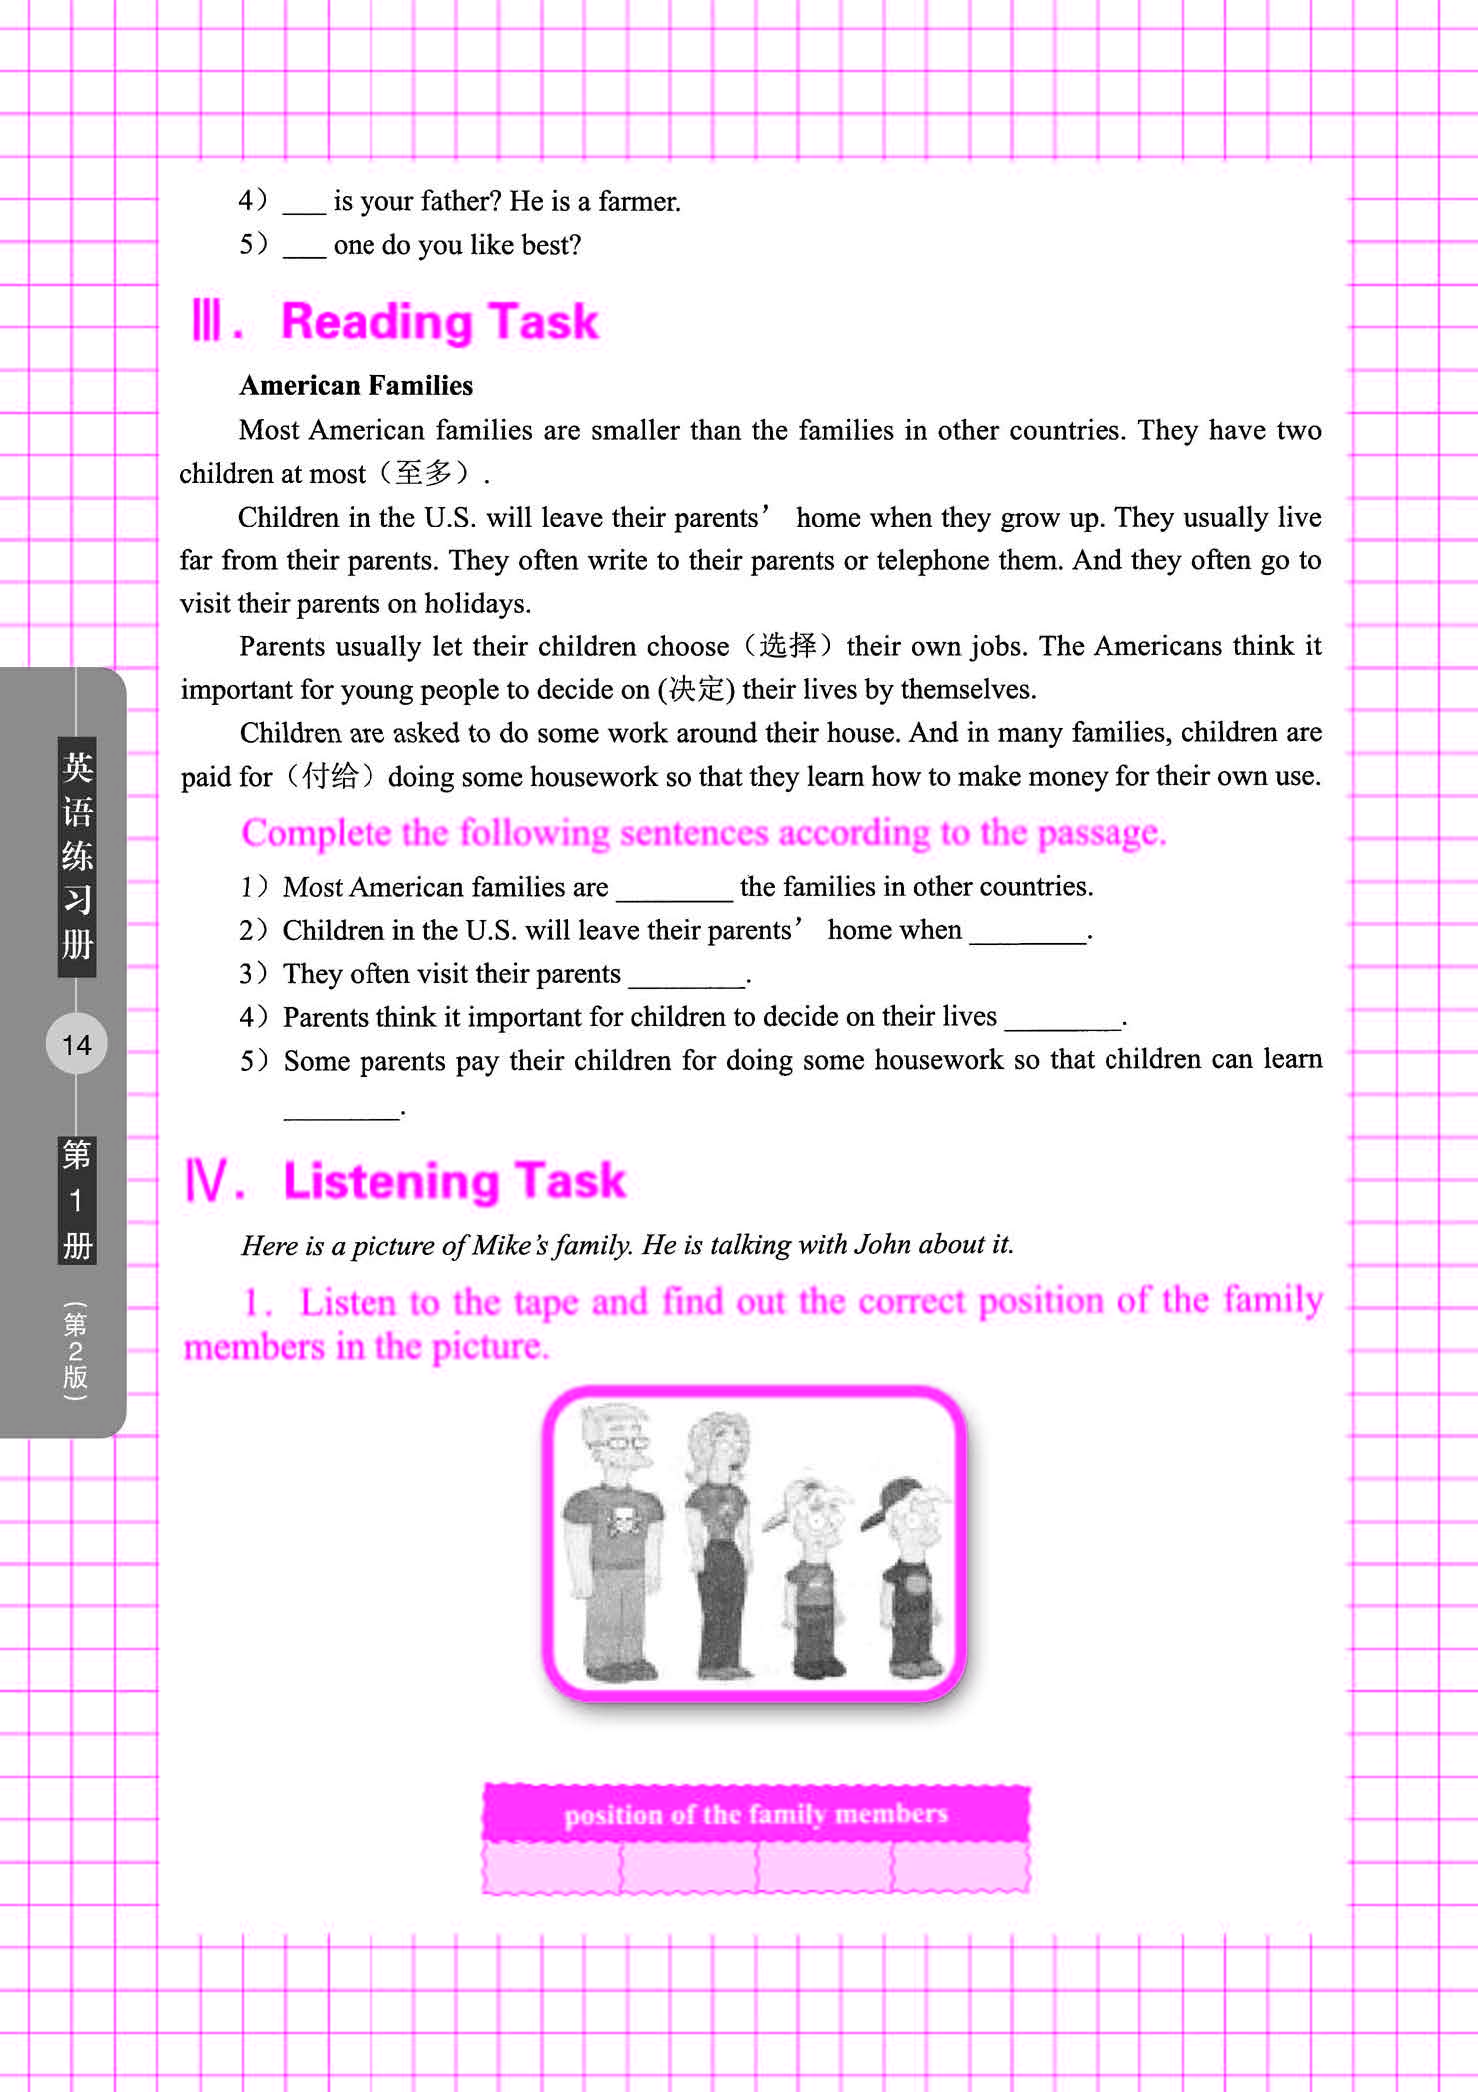 4）___ is your father? He is a farmer.
5）___ one do you like best?
Ⅲ. Reading Task
American Families
Most American families are smaller than the families in other countries. They have two
children at most（至多）.
Children in the U.S. will leave their parents’ home when they grow up. They usually live
far from their parents. They often write to their parents or telephone them. And they often go to
visit their parents on holidays.
Parents usually let their children choose（选择）their own jobs. The Americans think it
important for young people to decide on (决定) their lives by themselves.
Children are asked to do some work around their house. And in many families, children are
paid for（付给）doing some housework so that they learn how to make money for their own use.
Complete the following sentences according to the passage.
1）Most American families are ________ the families in other countries.
2）Children in the U.S. will leave their parents’ home when ________.
3）They often visit their parents ________.
4）Parents think it important for children to decide on their lives ________.
5）Some parents pay their children for doing some housework so that children can learn
________.
Ⅳ. Listening Task
Here is a picture of Mike’s family. He is talking with John about it.
1. Listen to the tape and find out the correct position of the family
members in the picture.
position of the family members
英语练习册
14
第1册
（第2版）